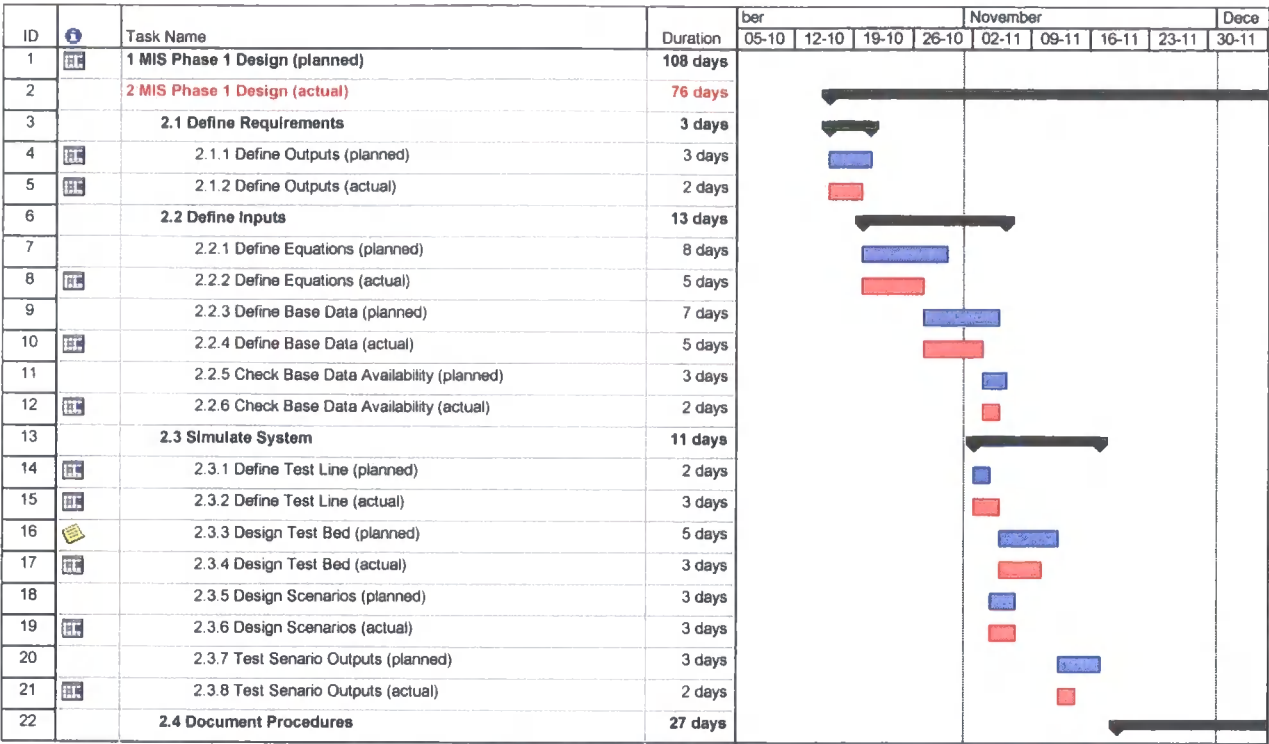 ber November Dece
ID Task Name Duration 05-10 12-10 19-10 26-10 02-11 09-11 16-11 23-11 30-11
1 1 MIS Phase 1 Design (planned) 108 days
2 2 MIS Phase 1 Design (actual) 76 days
3 2.1 Define Requirements 3 days
4 2.1.1 Define Outputs (planned) 3 days
5 2.1.2 Define Outputs (actual) 2 days
6 2.2 Define Inputs 13 days
7 2.2.1 Define Equations (planned) 8 days
8 2.2.2 Define Equations (actual) 5 days
9 2.2.3 Define Base Data (planned) 7 days
10 2.2.4 Define Base Data (actual) 5 days
11 2.2.5 Check Base Data Availability (planned) 3 days
12 2.2.6 Check Base Data Availability (actual) 2 days
13 2.3 Simulate System 11 days
14 2.3.1 Define Test Line (planned) 2 days
15 2.3.2 Define Test Line (actual) 3 days
16 2.3.3 Design Test Bed (planned) 5 days
17 2.3.4 Design Test Bed (actual) 3 days
18 2.3.5 Design Scenarios (planned) 3 days
19 2.3.6 Design Scenarios (actual) 3 days
20 2.3.7 Test Senario Outputs (planned) 3 days
21 2.3.8 Test Senario Outputs (actual) 2 days
22 2.4 Document Procedures 27 days